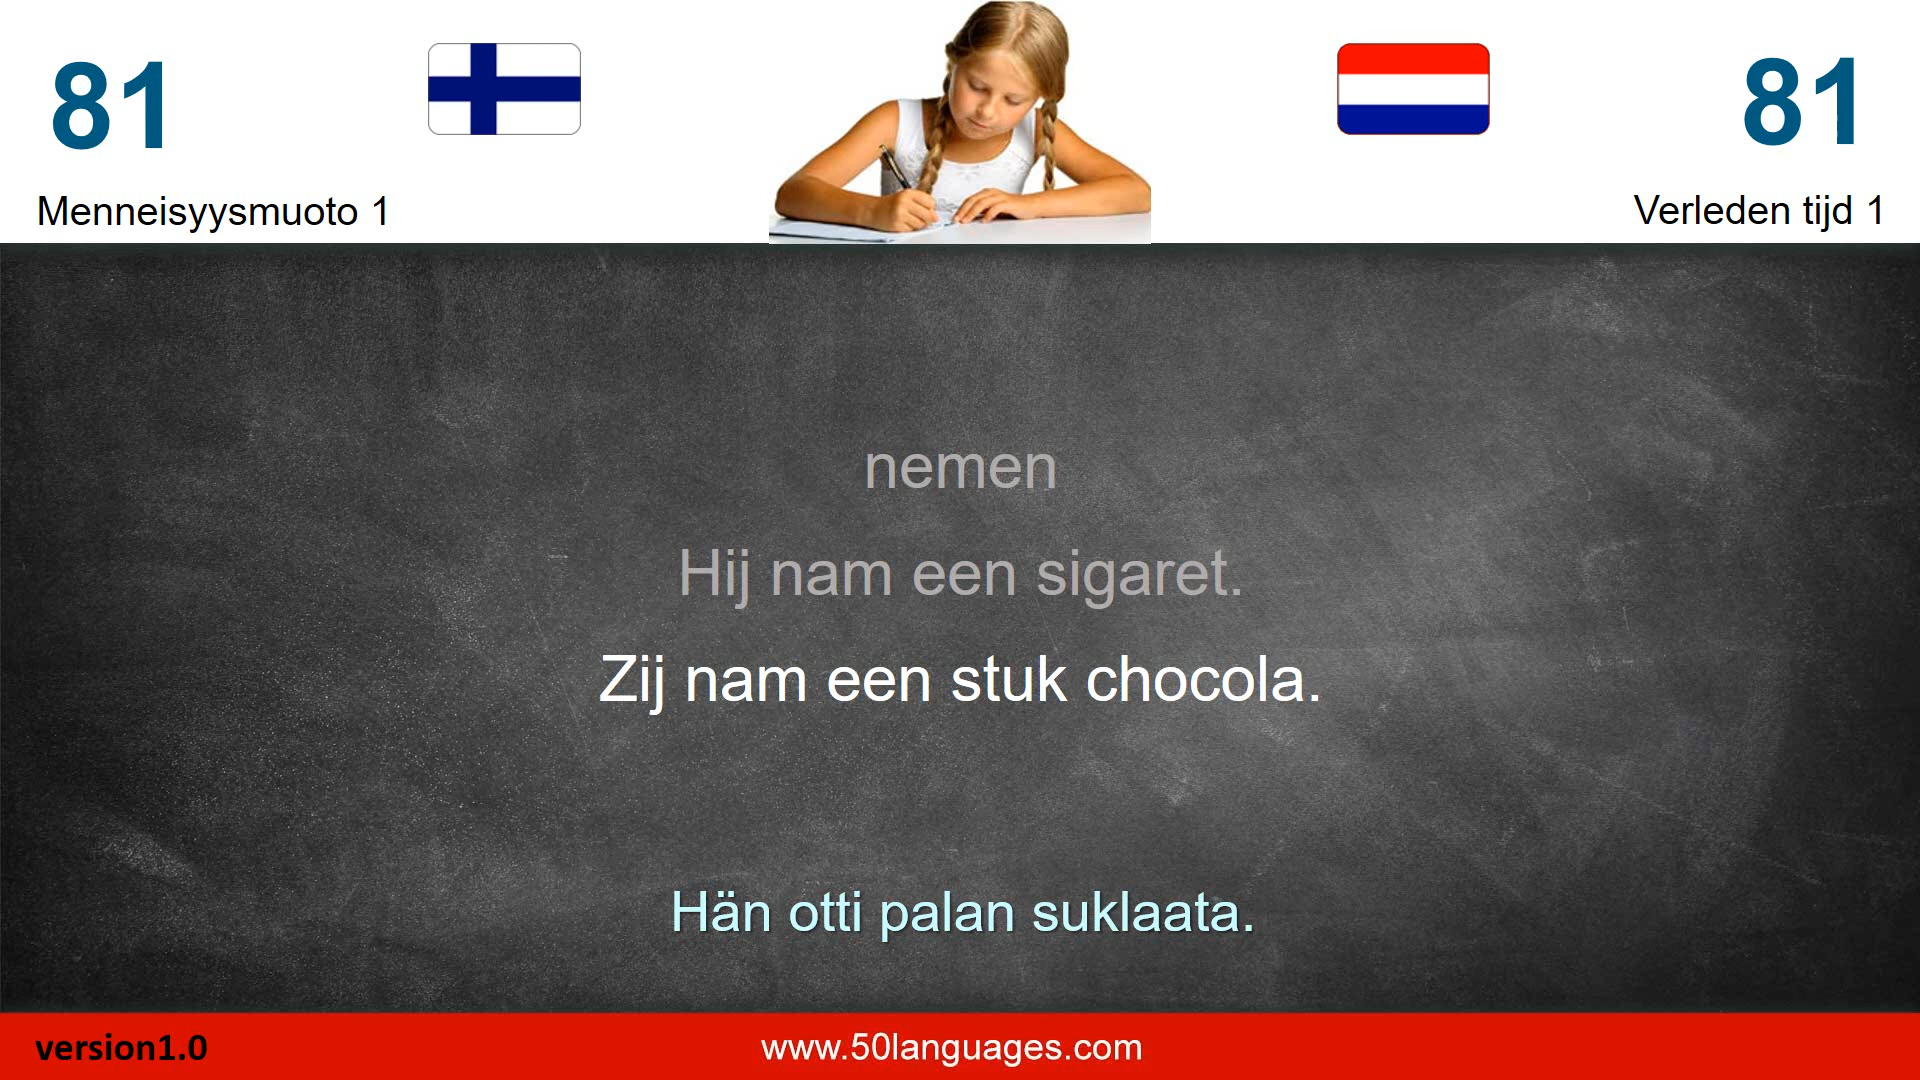 81
81
Menneisyysmuoto 1
Verleden tijd 1
nemen
Hij nam een sigaret.
Zij nam een stuk chocola.
Hän otti palan suklaata.
version1.0
www.50languages.com